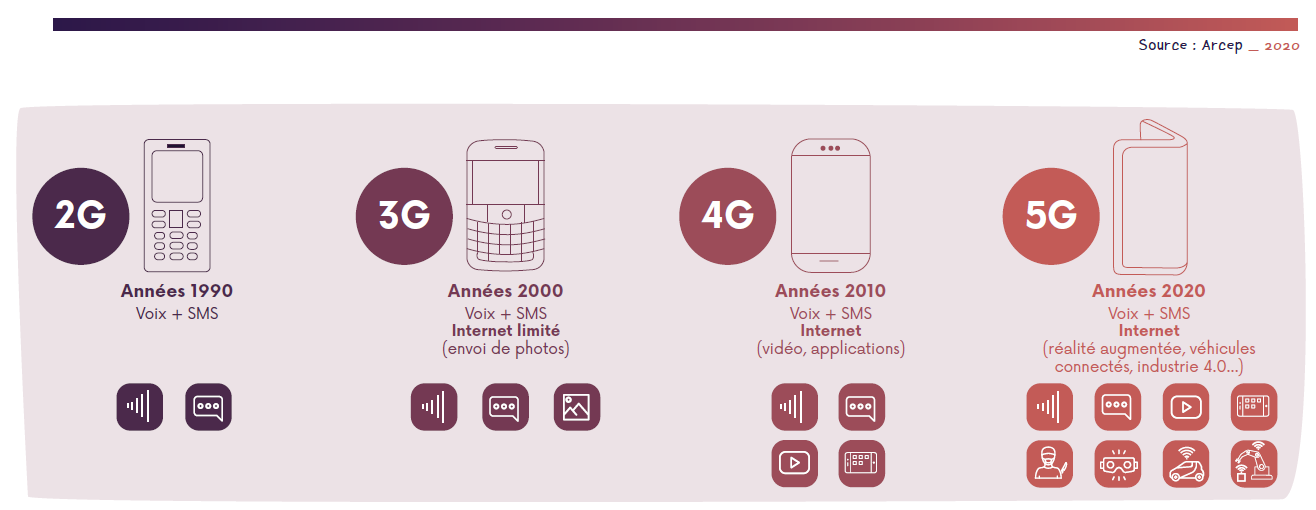 Source : Arcep _ 2020
2G
Années 1990
Voix + SMS
3G
Années 2000
Voix + SMS
Internet limité
(envoi de photos)
4G
Années 2010
Voix + SMS
Internet
(vidéo, applications)
5G
Années 2020
Voix + SMS
Internet
(réalité augmentée, véhicules
connectés, industrie 4.0...)